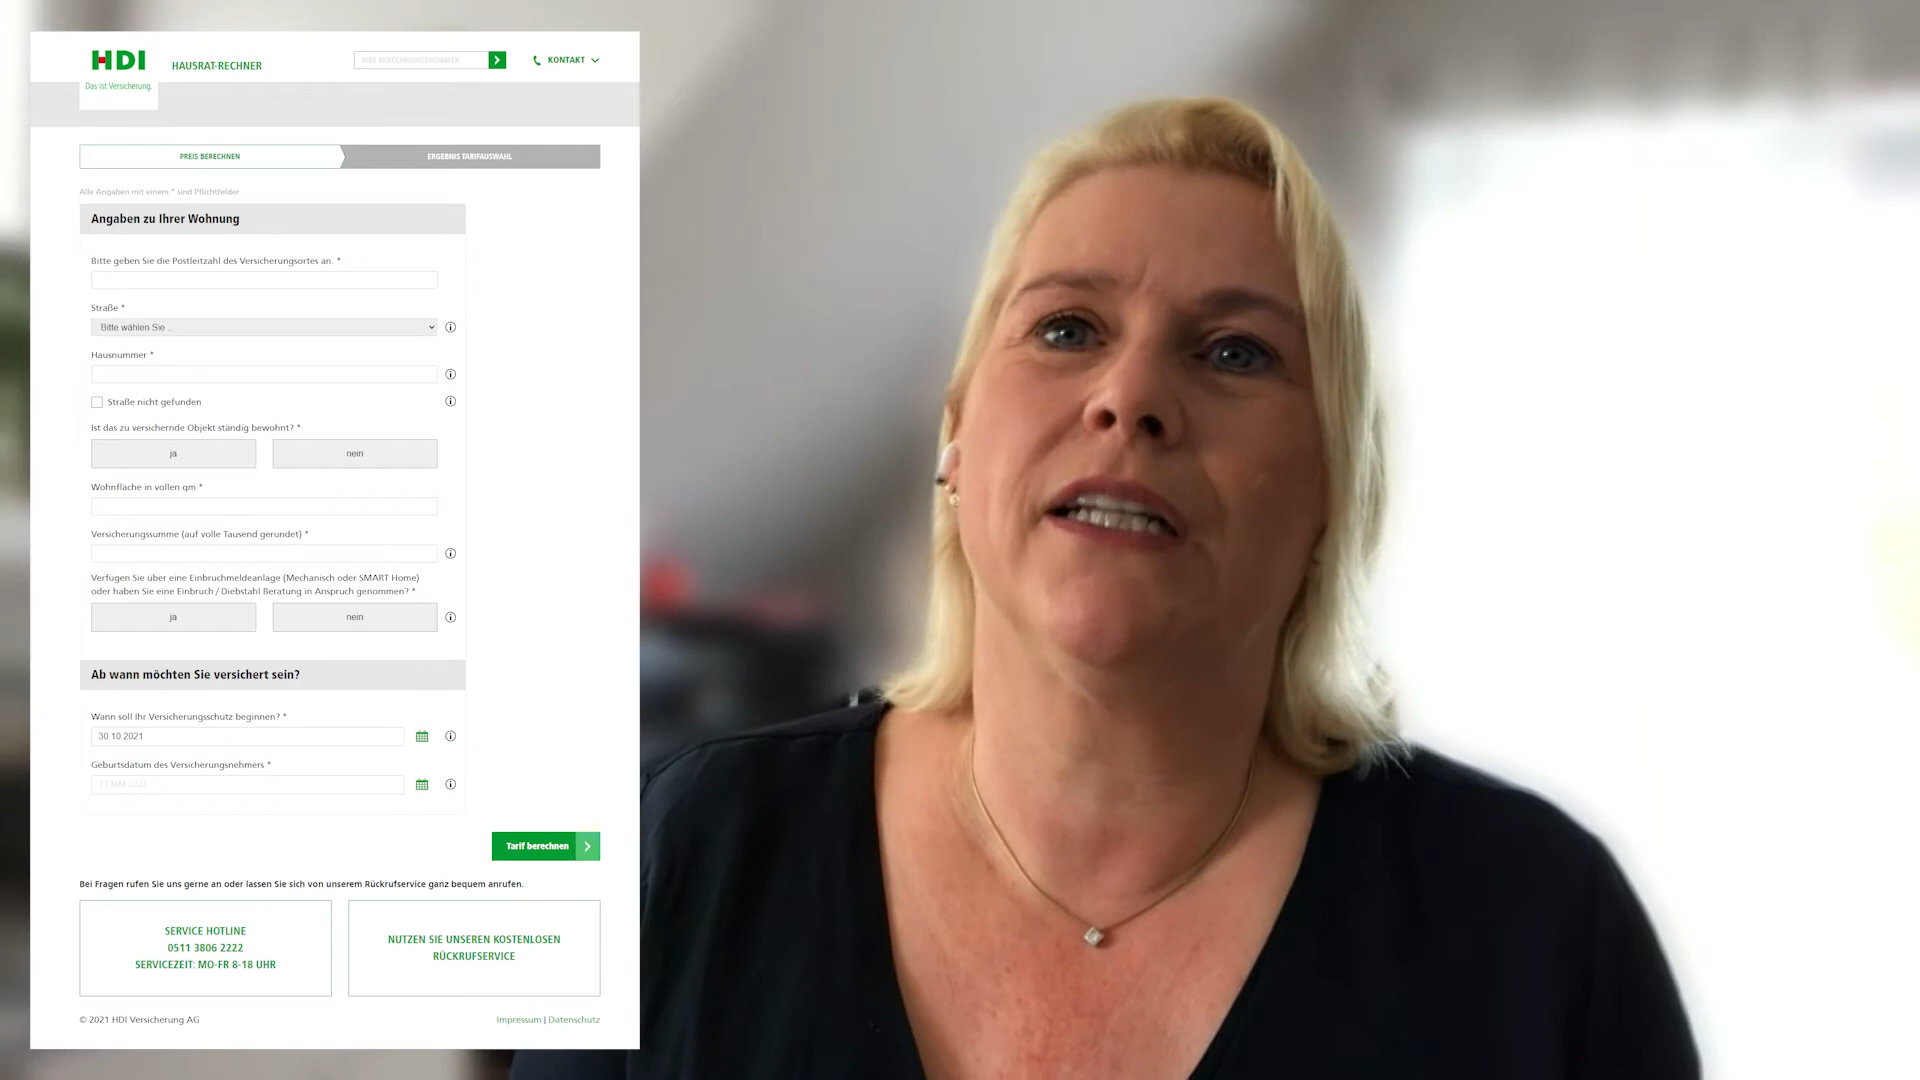 HDI
Das ist Versicherung.
HAUSRAT-RECHNER
IHRE BERECHNUNGSNUMMER
KONTAKT
PREIS BERECHNEN
ERGEBNIS TARIFAUSWAHL
Alle Angaben mit einem * sind Pflichtfelder
Angaben zu Ihrer Wohnung
Bitte geben Sie die Postleitzahl des Versicherungsortes an. *
Straße *
Bitte wählen Sie ...
Hausnummer *
Straße nicht gefunden
Ist das zu versichernde Objekt ständig bewohnt? *
ja
nein
Wohnfläche in vollen qm *
Versicherungssumme (auf volle Tausend gerundet) *
Verfügen Sie über eine Einbruchmeldeanlage (Mechanisch oder SMART Home)
oder haben Sie eine Einbruch / Diebstahl Beratung in Anspruch genommen? *
ja
nein
Ab wann möchten Sie versichert sein?
Wann soll Ihr Versicherungsschutz beginnen? *
30.10.2021
Geburtsdatum des Versicherungsnehmers *
TT.MM.JJJJ
Tarif berechnen
Bei Fragen rufen Sie uns gerne an oder lassen Sie sich von unserem Rückrufservice ganz bequem anrufen.
SERVICE HOTLINE
0511 3806 2222
SERVICEZEIT: MO-FR 8-18 UHR
NUTZEN SIE UNSEREN KOSTENLOSEN
RÜCKRUFSERVICE
© 2021 HDI Versicherung AG
Impressum | Datenschutz